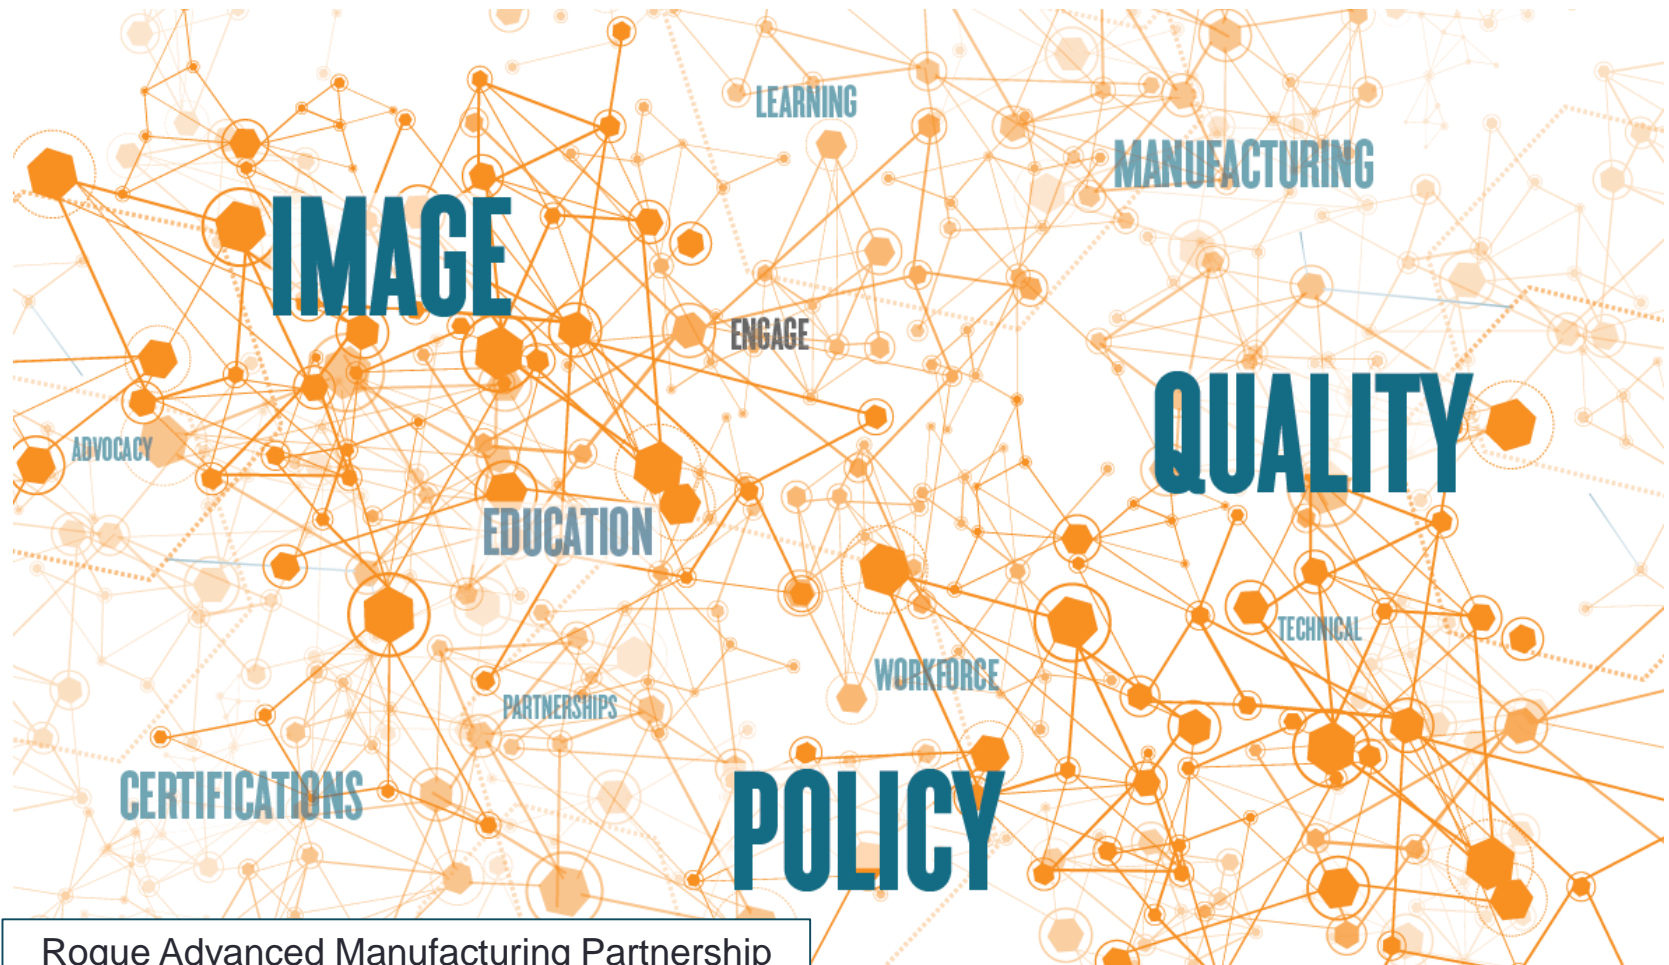 LEARNING
MANUFACTURING
IMAGE
ENGAGE
QUALITY
ADVOCACY
EDUCATION
TECHNICAL
WORKFORCE
PARTNERSHIPS
CERTIFICATIONS
POLICY
Rogue Advanced Manufacturing Partnership